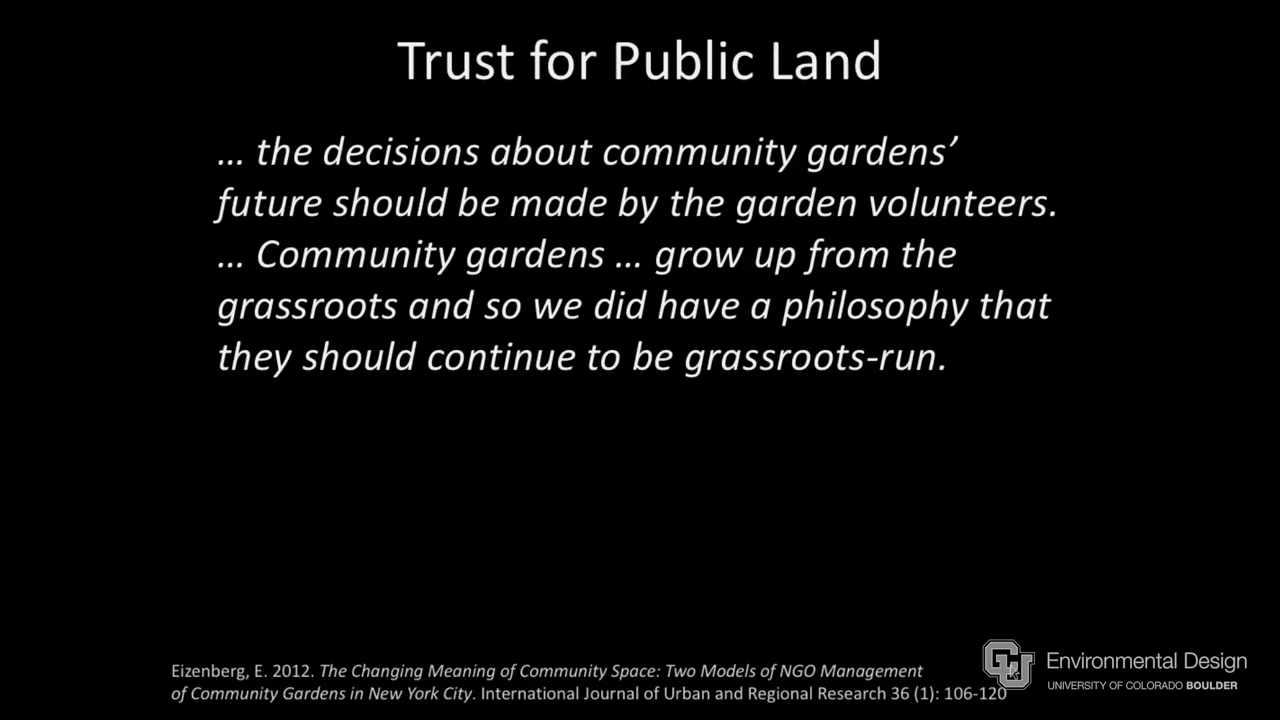 Trust for Public Land
… the decisions about community gardens’
future should be made by the garden volunteers.
… Community gardens … grow up from the
grassroots and so we did have a philosophy that
they should continue to be grassroots-run.
Eizenberg, E. 2012. The Changing Meaning of Community Space: Two Models of NGO Management
of Community Gardens in New York City. International Journal of Urban and Regional Research 36 (1): 106-120
CU
Environmental Design
UNIVERSITY OF COLORADO BOULDER